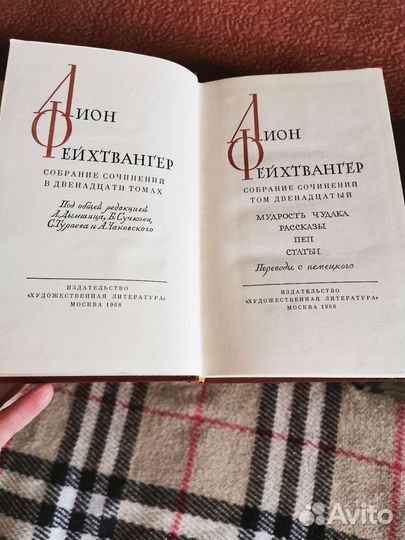 Лион
Фейхтвангер
СОБРАНИЕ СОЧИНЕНИЙ
В ДВЕНАДЦАТИ ТОМАХ
Под общей редакцией
А. Дымшица, Б. Сучкова,
С. Тураева и А. Чаковского
ИЗДАТЕЛЬСТВО
«ХУДОЖЕСТВЕННАЯ ЛИТЕРАТУРА»
МОСКВА 1968
Лион
Фейхтвангер
СОБРАНИЕ СОЧИНЕНИЙ
ТОМ ДВЕНАДЦАТЫЙ
МУДРОСТЬ ЧУДАКА
РАССКАЗЫ
ПЕП
СТАТЬИ
Переводы с немецкого
ИЗДАТЕЛЬСТВО
«ХУДОЖЕСТВЕННАЯ ЛИТЕРАТУРА»
МОСКВА 1968
Avito